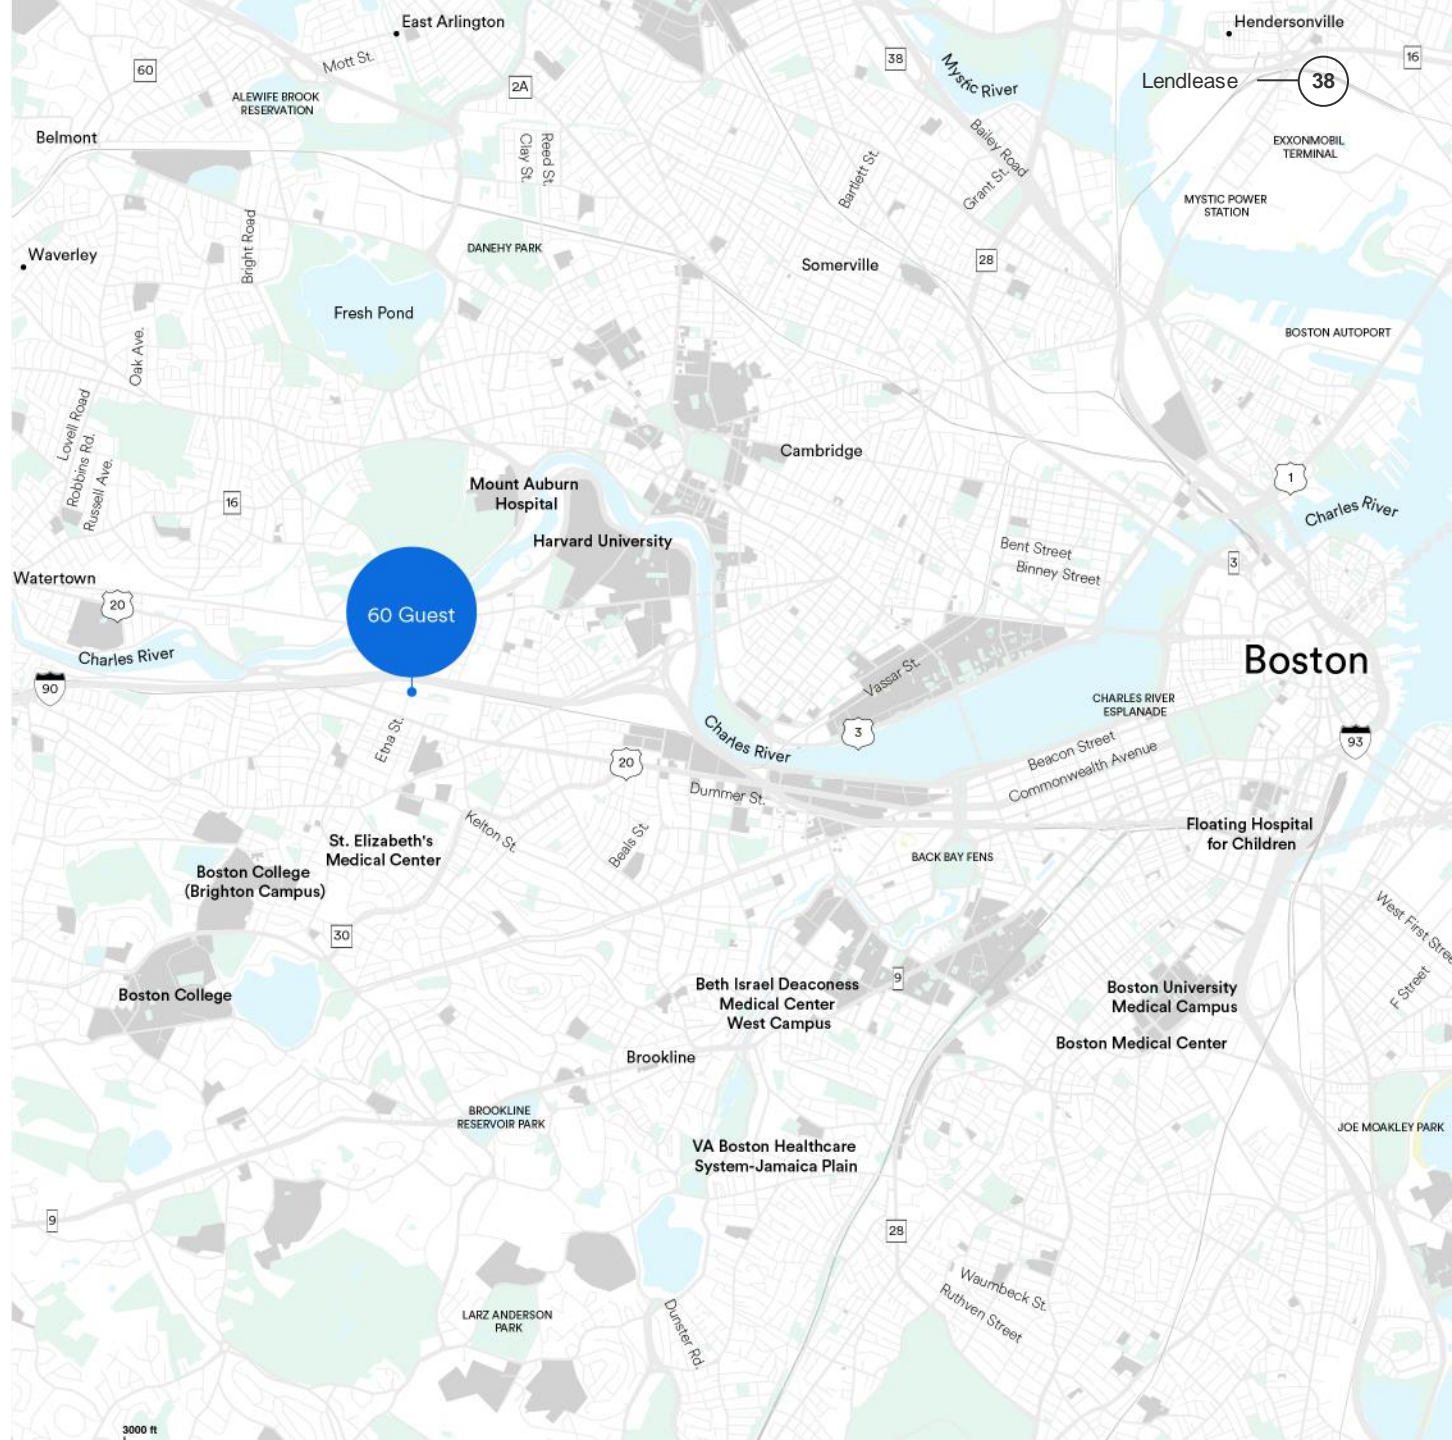 East Arlington
Hendersonville
Mott St.
60
38
16
2A
Mystic River
Lendlease
38
ALEWIFE BROOK
RESERVATION
Belmont
Reed St.
Clay St.
Bailey Road
Grant St.
Bartlett St.
EXXONMOBIL
TERMINAL
MYSTIC POWER
STATION
Bright Road
Waverley
DANEHY PARK
Somerville
28
Fresh Pond
BOSTON AUTOPORT
Oak Ave.
Lovell Road
Robbins Rd.
Russell Ave.
Cambridge
Mount Auburn
Hospital
16
1
Charles River
Harvard University
Bent Street
Binney Street
3
Watertown
20
60 Guest
Charles River
Boston
90
Vassar St.
CHARLES RIVER
ESPLANADE
Etna St.
Charles River
3
93
20
Beacon Street
Commonwealth Avenue
Dummer St.
Kelton St.
Beals St.
St. Elizabeth's
Medical Center
Floating Hospital
for Children
BACK BAY FENS
Boston College
(Brighton Campus)
30
West First Stree
F Street
Boston College
Beth Israel Deaconess
Medical Center
West Campus
9
Boston University
Medical Campus
Boston Medical Center
Brookline
BROOKLINE
RESERVOIR PARK
JOE MOAKLEY PARK
VA Boston Healthcare
System-Jamaica Plain
9
28
Waumbeck St.
Ruthven Street
LARZ ANDERSON
PARK
Dunster Rd.
3000 ft